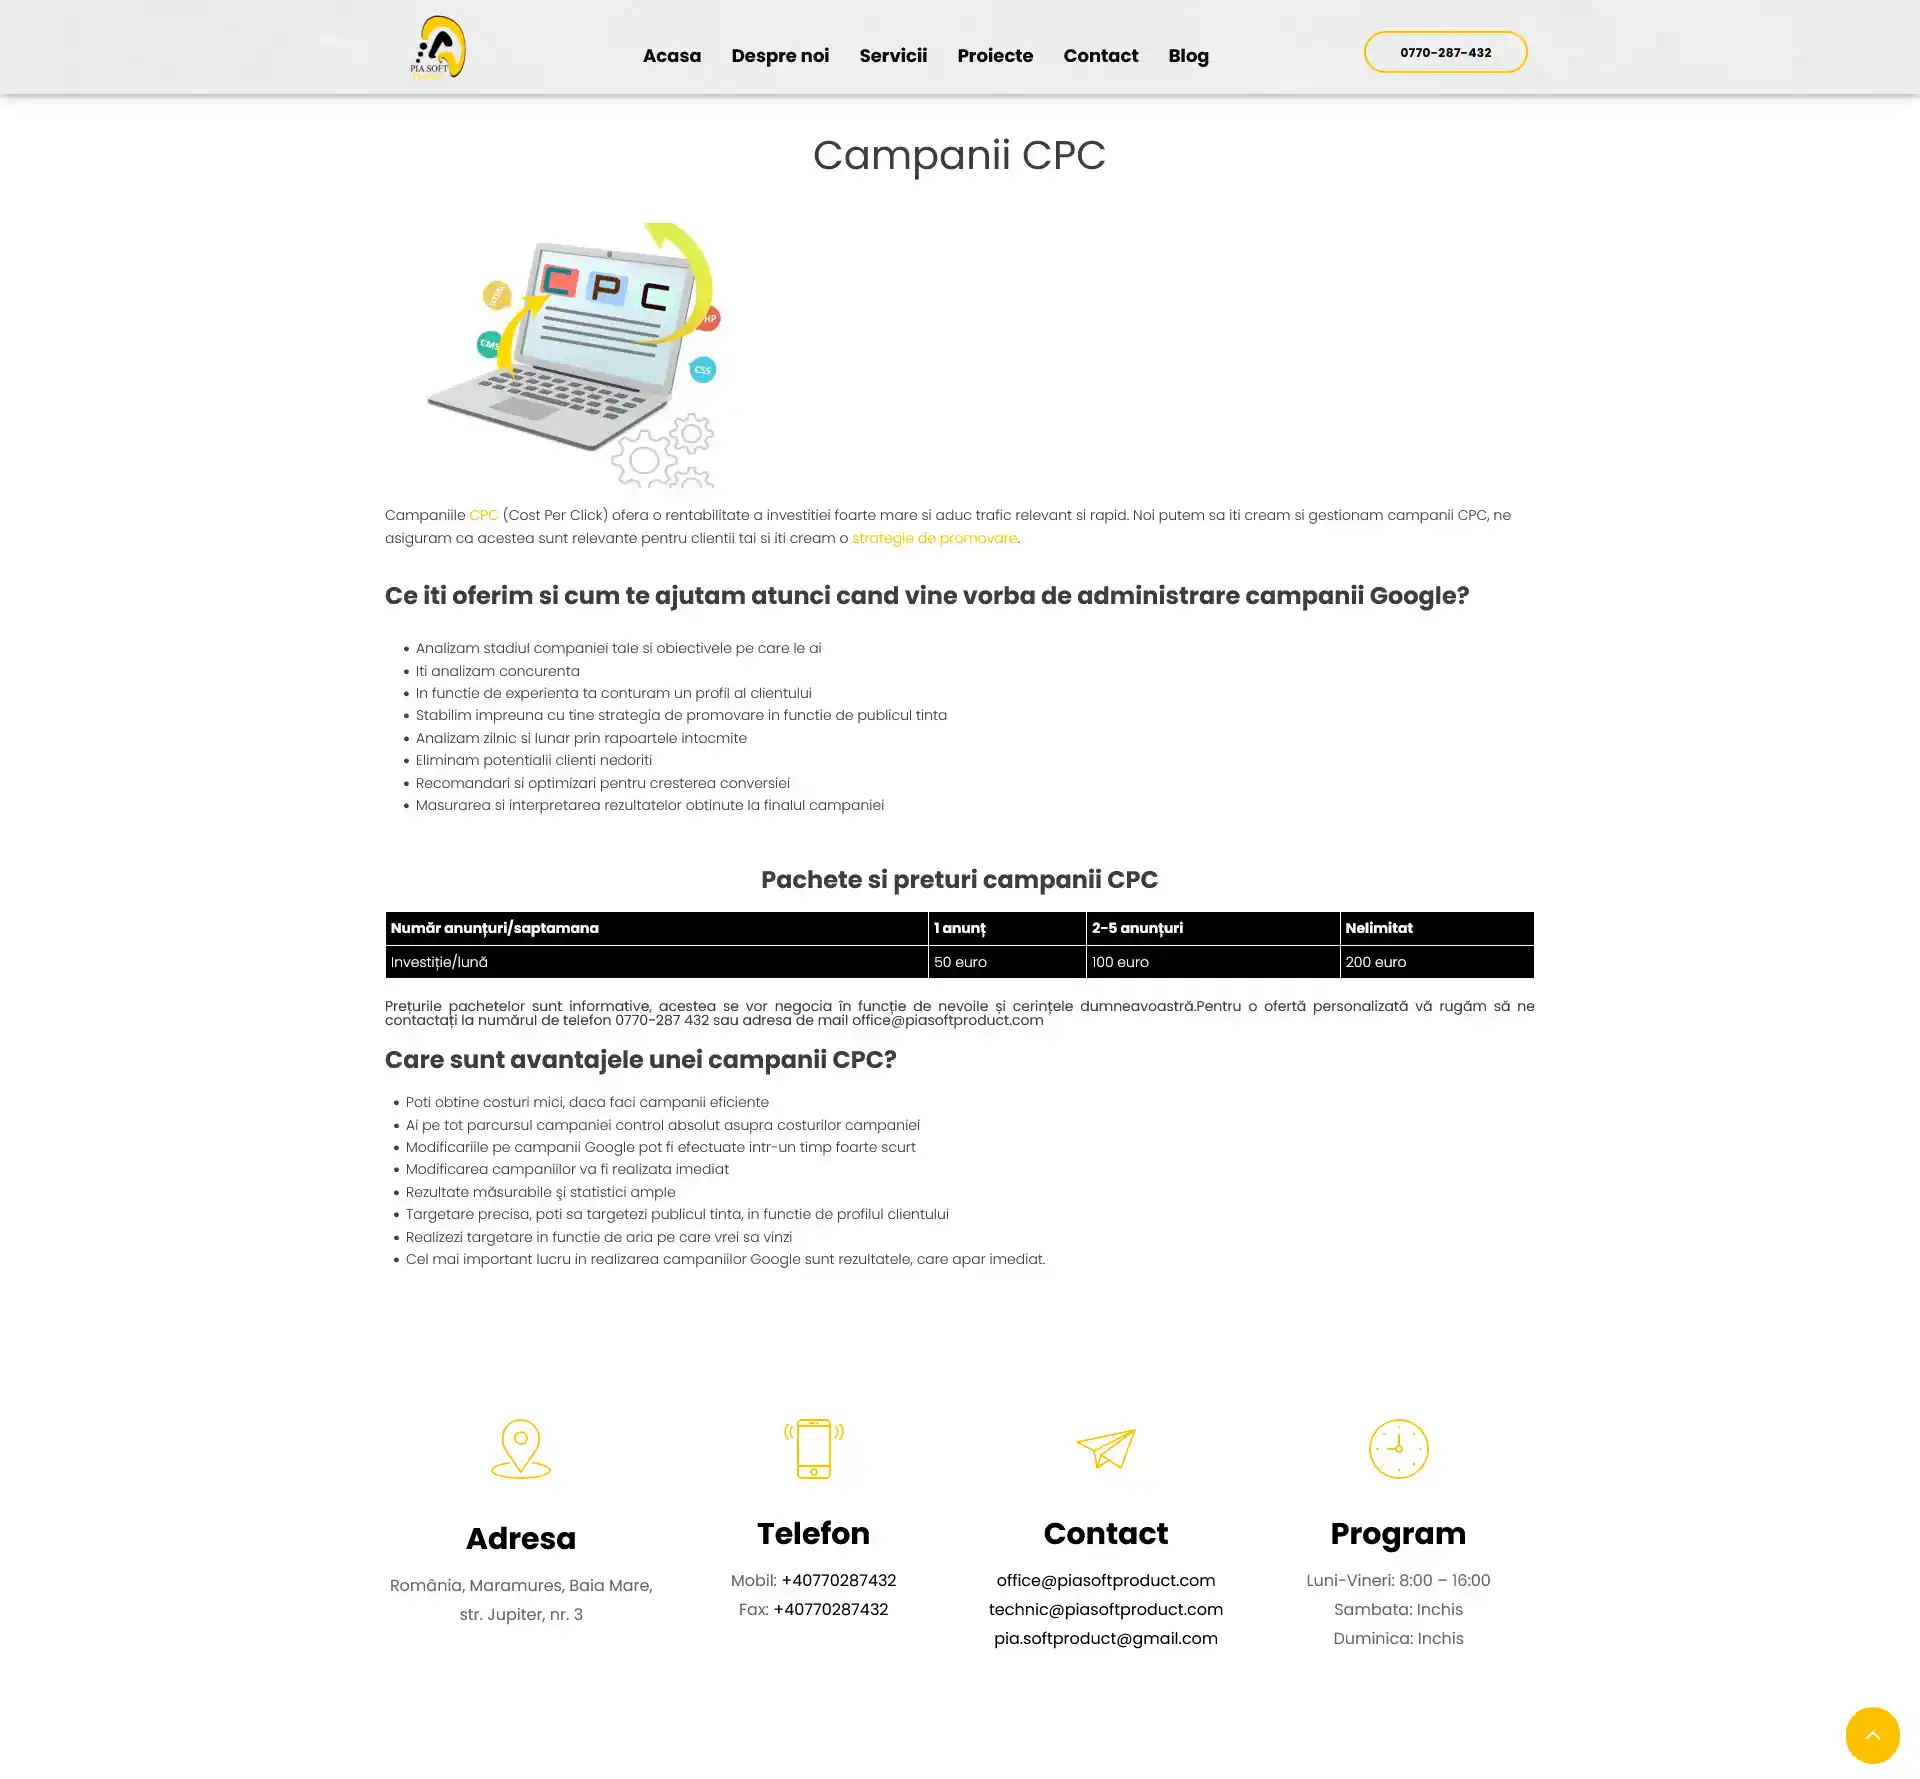 PIA SOFT
Acasa
Despre noi
Servicii
Proiecte
Contact
Blog
0770-287-432
Campanii CPC
CPC
CMS
CSS
Campaniile CPC (Cost Per Click) ofera o rentabilitate a investitiei foarte mare si aduc trafic relevant si rapid. Noi putem sa iti cream si gestionam campanii CPC, ne
asiguram ca acestea sunt relevante pentru clientii tai si iti cream o strategie de promovare.
Ce iti oferim si cum te ajutam atunci cand vine vorba de administrare campanii Google?
Analizam stadiul companiei tale si obiectivele pe care le ai
Iti analizam concurenta
In functie de experienta ta conturam un profil al clientului
Stabilim impreuna cu tine strategia de promovare in functie de publicul tinta
Analizam zilnic si lunar prin rapoartele intocmite
Eliminam potentialii clienti nedoriti
Recomandari si optimizari pentru cresterea conversiei
Masurarea si interpretarea rezultatelor obtinute la finalul campaniei
Pachete si preturi campanii CPC
Număr anunțuri/saptamana 1 anunț 2-5 anunțuri Nelimitat
Investiție/lună 50 euro 100 euro 200 euro
Prețurile pachetelor sunt informative, acestea se vor negocia în funcție de nevoile și cerințele dumneavoastră.Pentru o ofertă personalizată vă rugăm să ne
contactați la numărul de telefon 0770-287 432 sau adresa de mail office@piasoftproduct.com
Care sunt avantajele unei campanii CPC?
Poti obtine costuri mici, daca faci campanii eficiente
Ai pe tot parcursul campaniei control absolut asupra costurilor campaniei
Modificariile pe campanii Google pot fi efectuate intr-un timp foarte scurt
Modificarea campaniilor va fi realizata imediat
Rezultate măsurabile şi statistici ample
Targetare precisa, poti sa targetezi publicul tinta, in functie de profilul clientului
Realizezi targetare in functie de aria pe care vrei sa vinzi
Cel mai important lucru in realizarea campaniilor Google sunt rezultatele, care apar imediat.
Adresa
România, Maramures, Baia Mare,
str. Jupiter, nr. 3
Telefon
Mobil: +40770287432
Fax: +40770287432
Contact
office@piasoftproduct.com
technic@piasoftproduct.com
pia.softproduct@gmail.com
Program
Luni-Vineri: 8:00 – 16:00
Sambata: Inchis
Duminica: Inchis